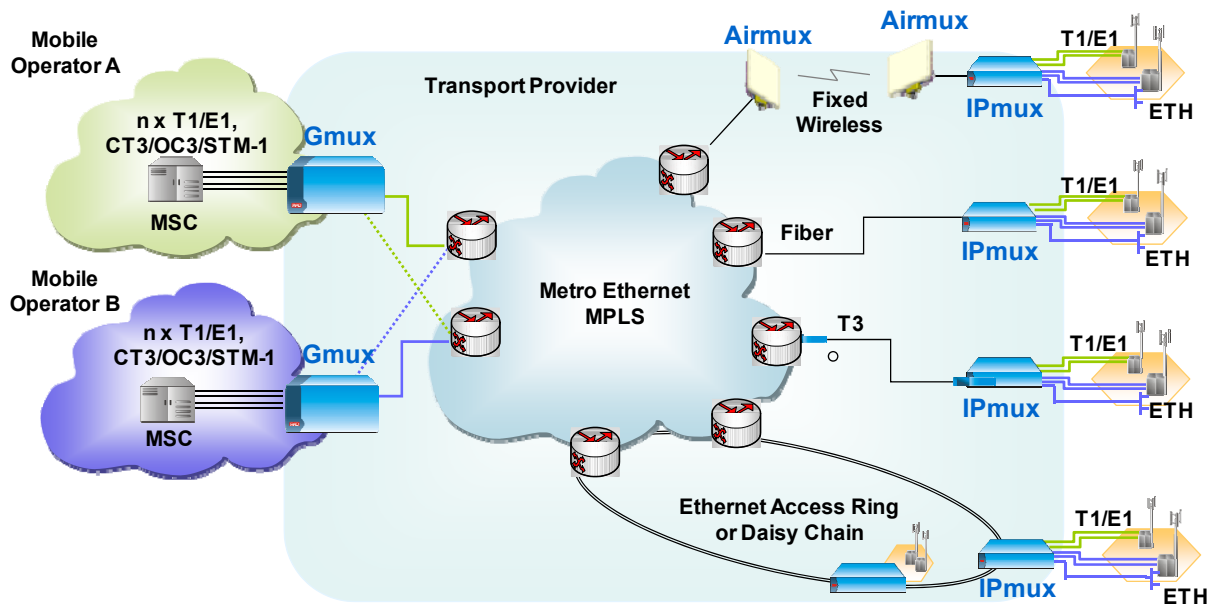 Mobile
Operator A
n x T1/E1,
CT3/OC3/STM-1
MSC
Gmux
Transport Provider
Airmux
Airmux
Fixed
Wireless
IPmux
T1/E1
ETH
Fiber
IPmux
T1/E1
ETH
Mobile
Operator B
n x T1/E1,
CT3/OC3/STM-1
MSC
Gmux
Metro Ethernet
MPLS
T3
IPmux
T1/E1
ETH
Ethernet Access Ring
or Daisy Chain
IPmux
T1/E1
ETH